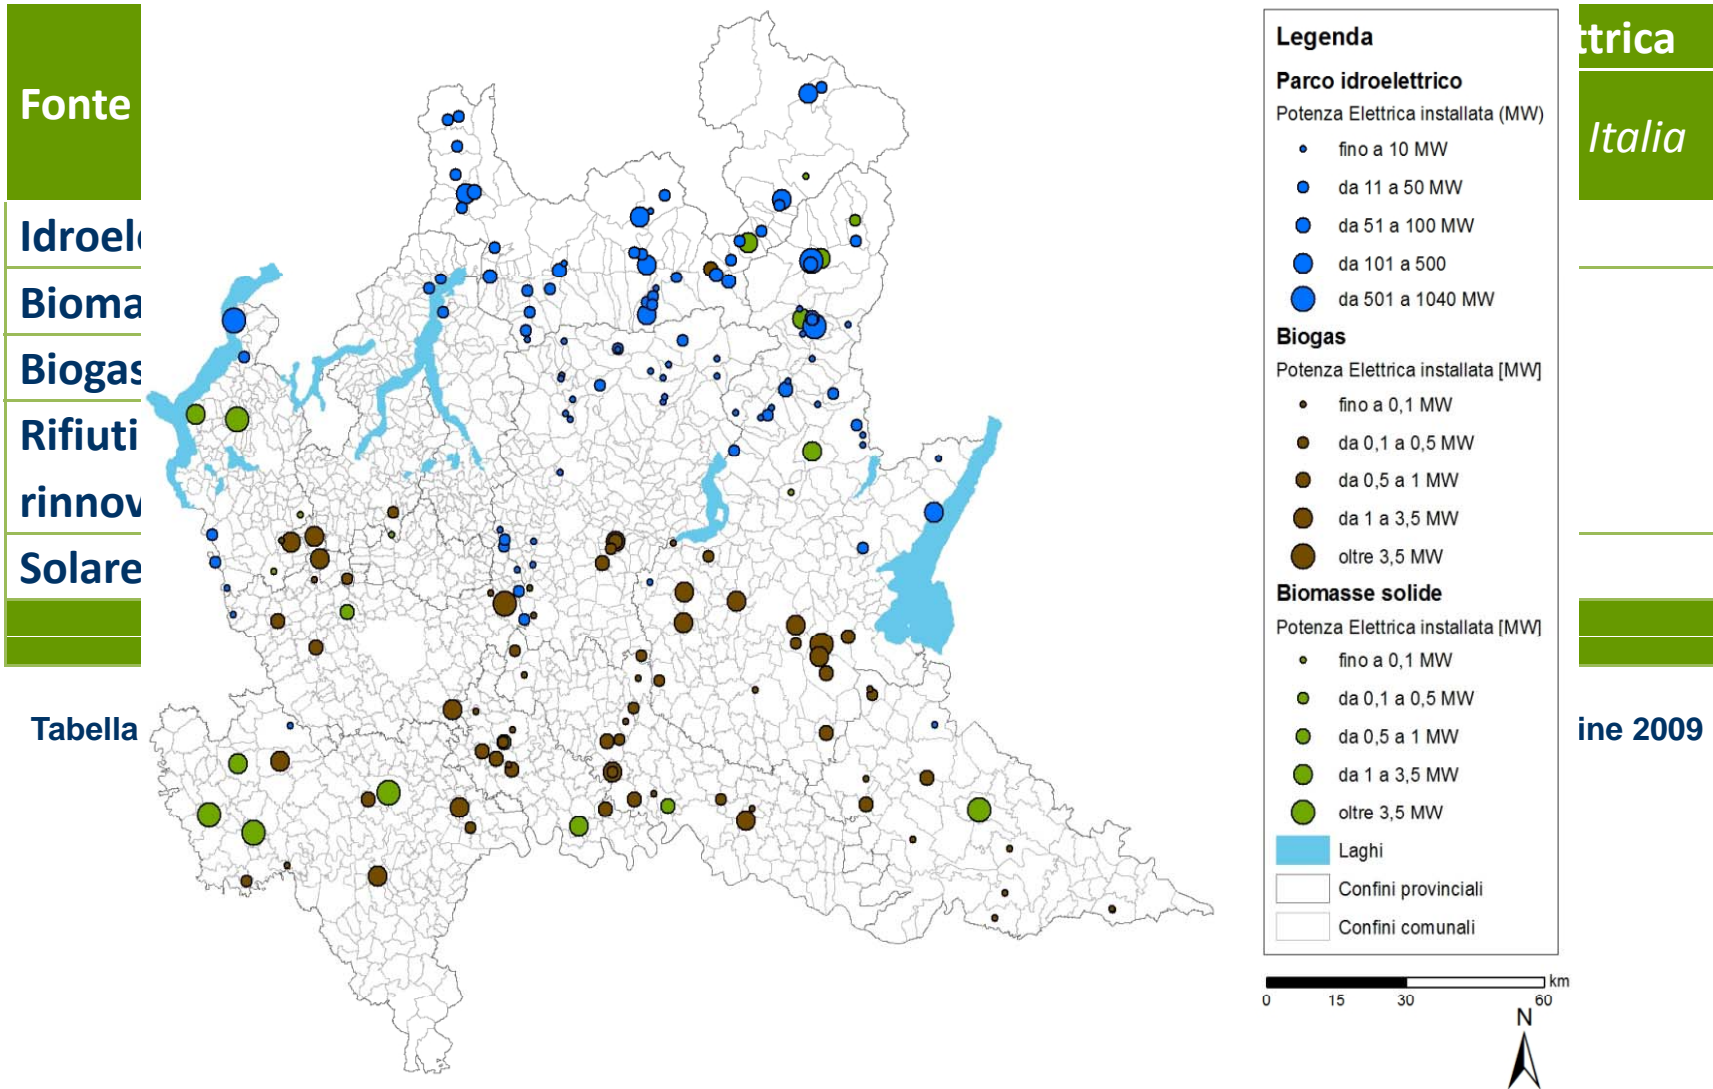 Fonte
ttrica
Italia
Idroel
Bioma
Biogas
Rifiuti
rinnov
Solare
Tabella
ine 2009
Legenda
Parco idroelettrico
Potenza Elettrica installata (MW)
fino a 10 MW
da 11 a 50 MW
da 51 a 100 MW
da 101 a 500
da 501 a 1040 MW
Biogas
Potenza Elettrica installata [MW]
fino a 0,1 MW
da 0,1 a 0,5 MW
da 0,5 a 1 MW
da 1 a 3,5 MW
oltre 3,5 MW
Biomasse solide
Potenza Elettrica installata [MW]
fino a 0,1 MW
da 0,1 a 0,5 MW
da 0,5 a 1 MW
da 1 a 3,5 MW
oltre 3,5 MW
Laghi
Confini provinciali
Confini comunali
km
0 15 30 60
N